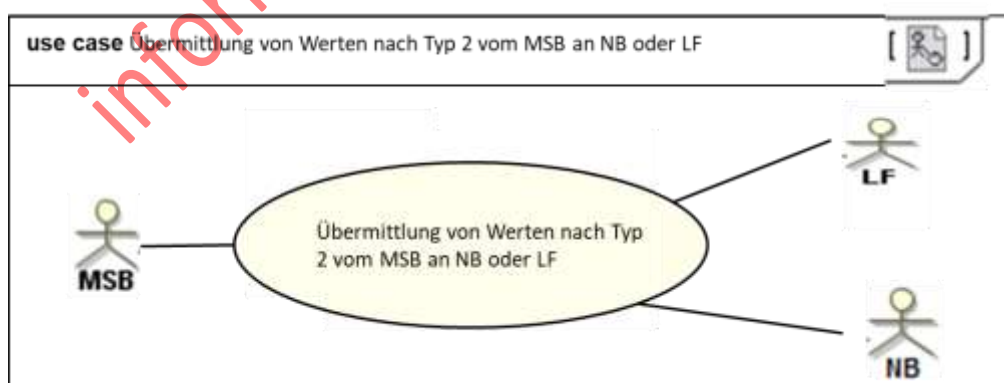 use case Übermittlung von Werten nach Typ 2 vom MSB an NB oder LF
LF
Übermittlung von Werten nach Typ
2 vom MSB an NB oder LF
MSB
NB